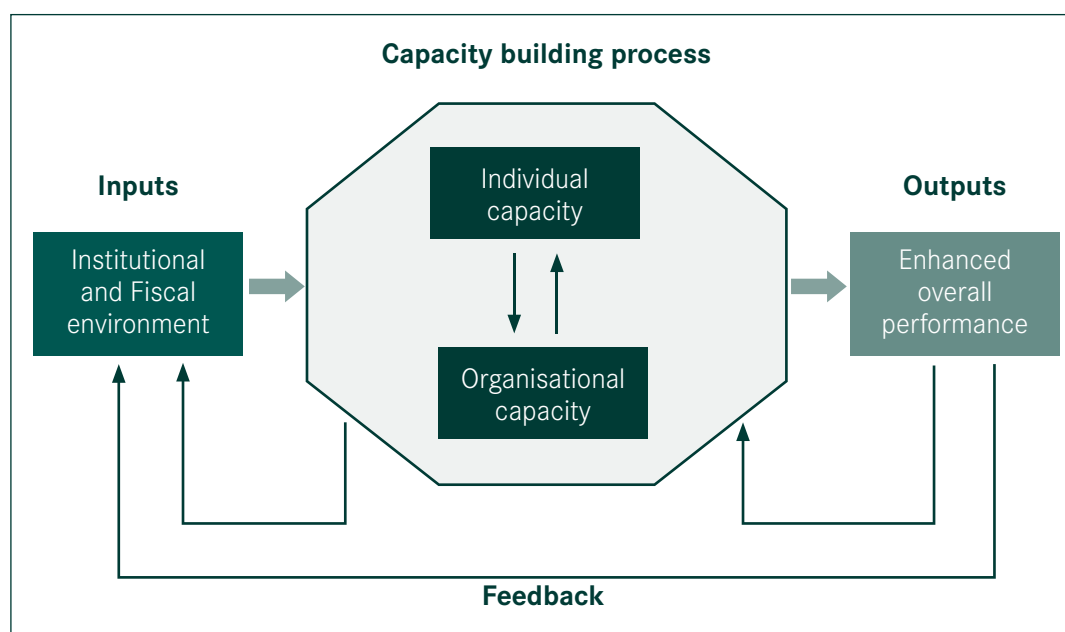 Capacity building process
Inputs
Institutional
and Fiscal
environment
Individual
capacity
Organisational
capacity
Outputs
Enhanced
overall
performance
Feedback